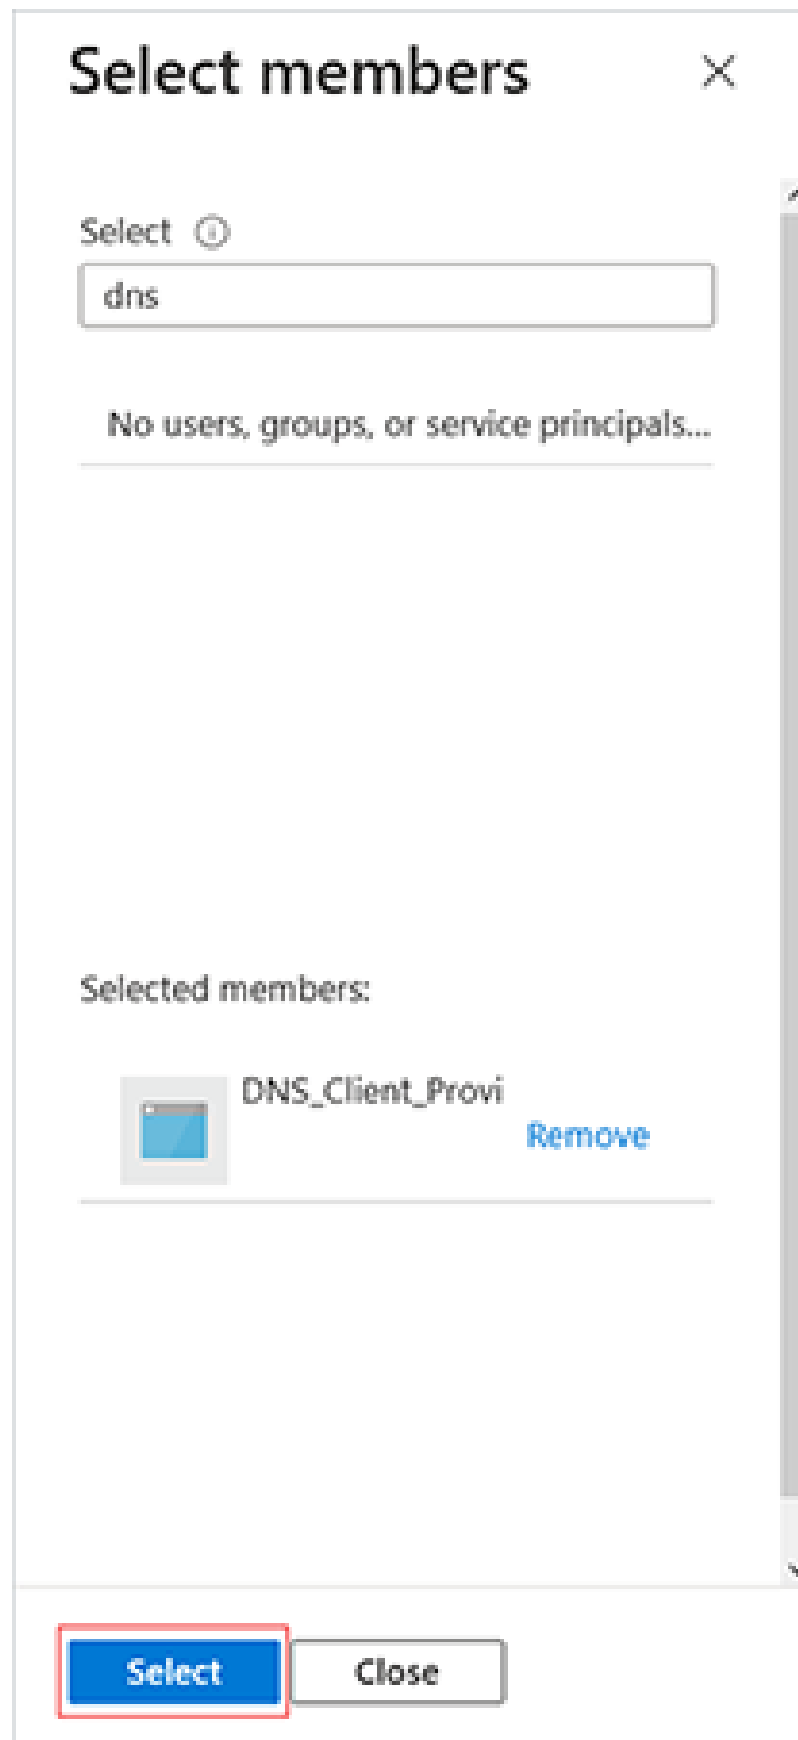 Select members
Select
dns
No users, groups, or service principals...
Selected members:
DNS_Client_Provi
Remove
Select
Close